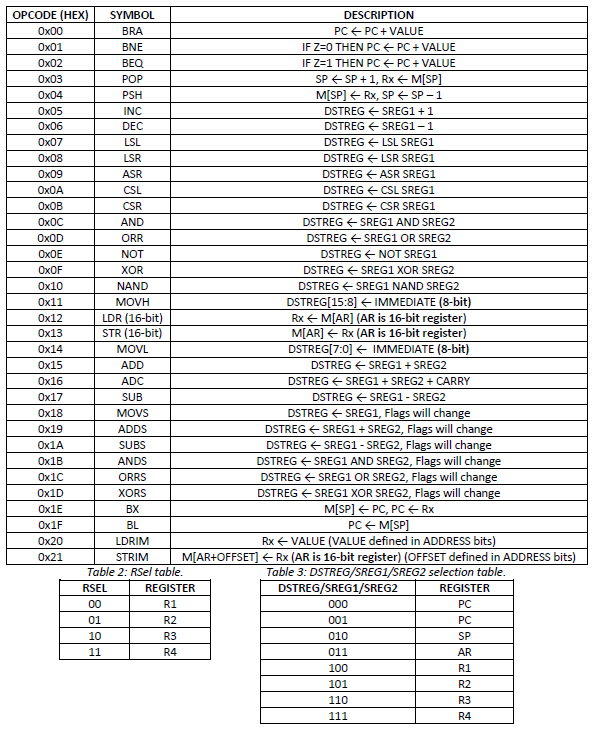 OPCODE (HEX) SYMBOL DESCRIPTION
0x00 BRA PC ← PC + VALUE
0x01 BNE IF Z=0 THEN PC ← PC + VALUE
0x02 BEQ IF Z=1 THEN PC ← PC + VALUE
0x03 POP SP ← SP + 1, Rx ← M[SP]
0x04 PSH M[SP] ← Rx, SP ← SP – 1
0x05 INC DSTREG ← SREG1 + 1
0x06 DEC DSTREG ← SREG1 – 1
0x07 LSL DSTREG ← LSL SREG1
0x08 LSR DSTREG ← LSR SREG1
0x09 ASR DSTREG ← ASR SREG1
0x0A CSL DSTREG ← CSL SREG1
0x0B CSR DSTREG ← CSR SREG1
0x0C AND DSTREG ← SREG1 AND SREG2
0x0D ORR DSTREG ← SREG1 OR SREG2
0x0E NOT DSTREG ← NOT SREG1
0x0F XOR DSTREG ← SREG1 XOR SREG2
0x10 NAND DSTREG ← SREG1 NAND SREG2
0x11 MOVH DSTREG[15:8] ← IMMEDIATE (8-bit)
0x12 LDR (16-bit) Rx ← M[AR] (AR is 16-bit register)
0x13 STR (16-bit) M[AR] ← Rx (AR is 16-bit register)
0x14 MOVL DSTREG[7:0] ← IMMEDIATE (8-bit)
0x15 ADD DSTREG ← SREG1 + SREG2
0x16 ADC DSTREG ← SREG1 + SREG2 + CARRY
0x17 SUB DSTREG ← SREG1 - SREG2
0x18 MOVS DSTREG ← SREG1, Flags will change
0x19 ADDS DSTREG ← SREG1 + SREG2, Flags will change
0x1A SUBS DSTREG ← SREG1 - SREG2, Flags will change
0x1B ANDS DSTREG ← SREG1 AND SREG2, Flags will change
0x1C ORRS DSTREG ← SREG1 OR SREG2, Flags will change
0x1D XORS DSTREG ← SREG1 XOR SREG2, Flags will change
0x1E BX M[SP] ← PC, PC ← Rx
0x1F BL PC ← M[SP]
0x20 LDRIM Rx ← VALUE (VALUE defined in ADDRESS bits)
0x21 STRIM M[AR+OFFSET] ← Rx (AR is 16-bit register) (OFFSET defined in ADDRESS bits)
Table 2: RSel table.
RSEL REGISTER
00 R1
01 R2
10 R3
11 R4
Table 3: DSTREG/SREG1/SREG2 selection table.
DSTREG/SREG1/SREG2 REGISTER
000 PC
001 PC
010 SP
011 AR
100 R1
101 R2
110 R3
111 R4